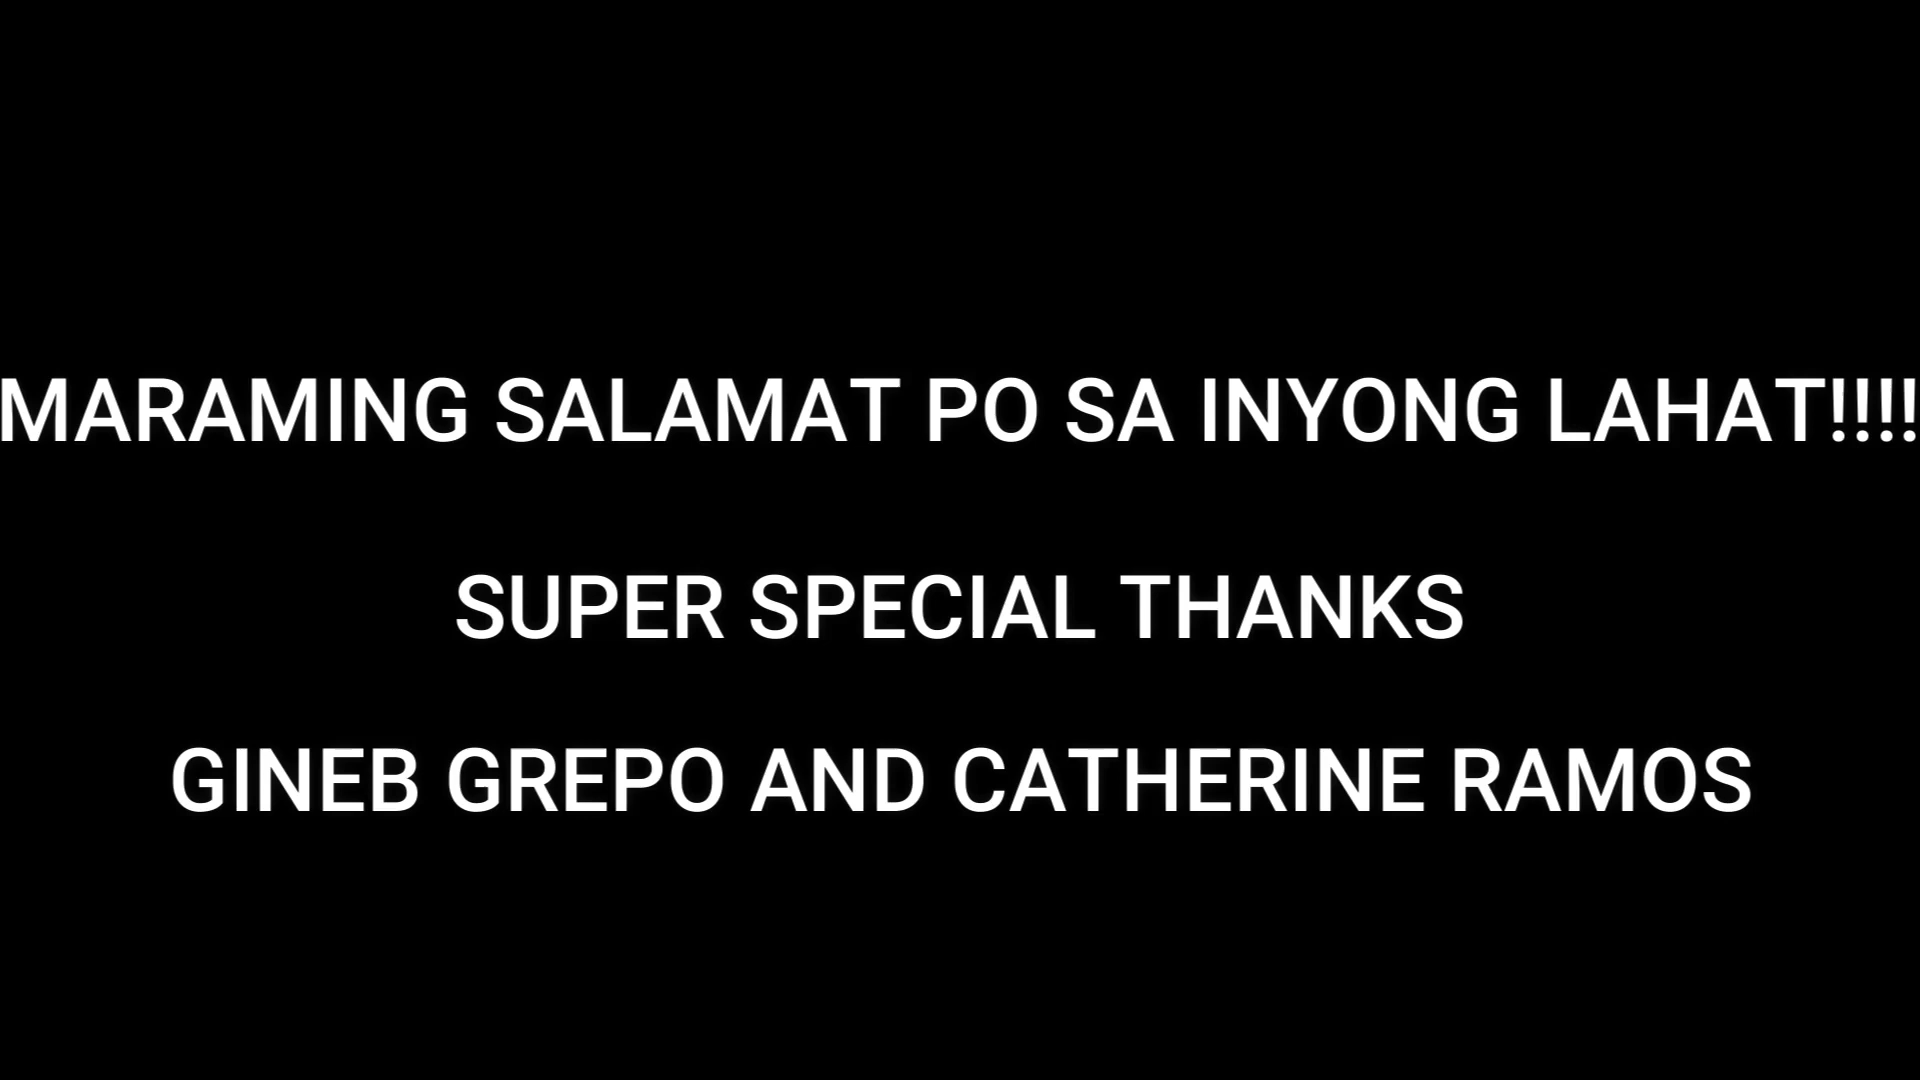 MARAMING SALAMAT PO SA INYONG LAHAT!!!!
SUPER SPECIAL THANKS
GINEB GREPO AND CATHERINE RAMOS